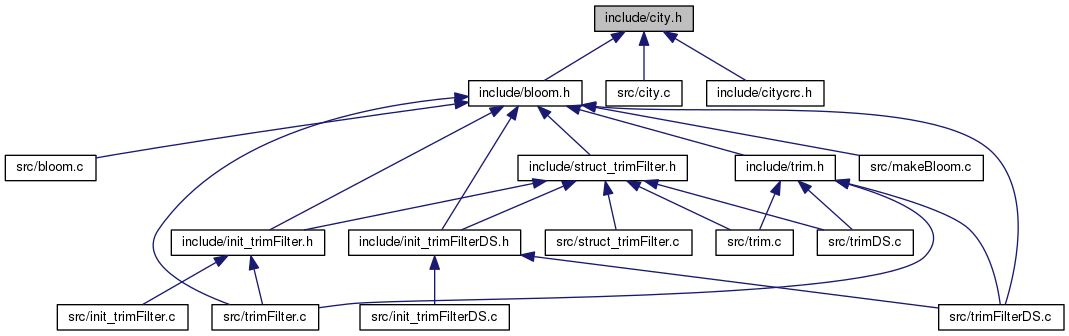 include/city.h
include/bloom.h
src/city.c
include/citycrc.h
src/bloom.c
include/struct_trimFilter.h
include/trim.h
src/makeBloom.c
include/init_trimFilter.h
include/init_trimFilterDS.h
src/struct_trimFilter.c
src/trim.c
src/trimDS.c
src/init_trimFilter.c
src/trimFilter.c
src/init_trimFilterDS.c
src/trimFilterDS.c